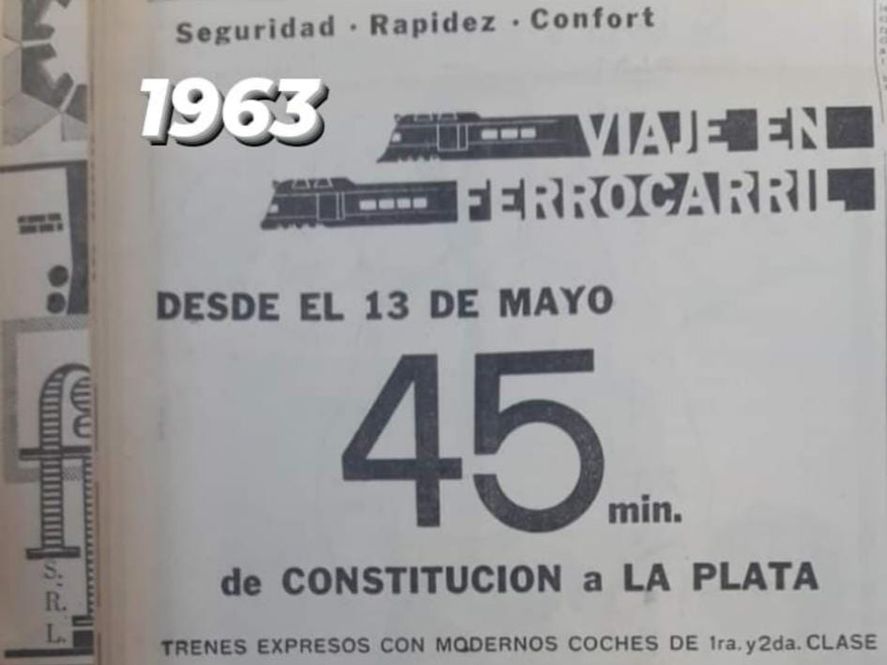 Seguridad · Rapidez · Confort
1963
VIAJE EN
FERROCARRIL
DESDE EL 13 DE MAYO
45 min.
de CONSTITUCION a LA PLATA
TRENES EXPRESOS CON MODERNOS COCHES DE 1ra. y 2da. CLASE
S.
R.
L.